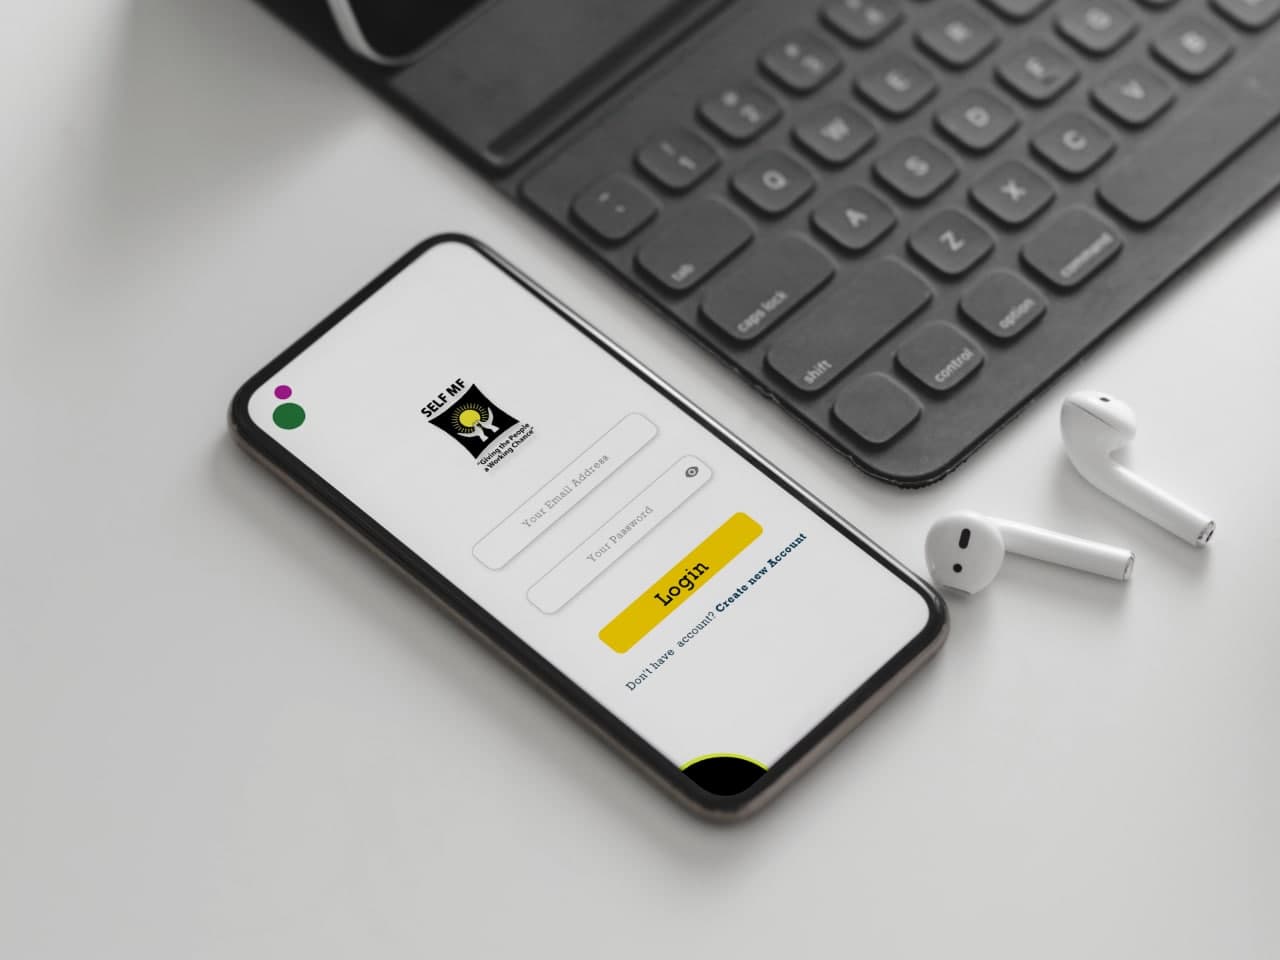 SELF MF
"Giving the People
a Working Chance"
Your Email Address
Your Password
Login
Don't have account? Create new Account
tab
caps lock
shift
control
option
command
Q
W
E
R
A
S
D
Z
X
C
V
B